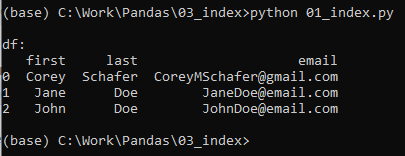 (base) C:\Work\Pandas\03_index>python 01_index.py
df:
first last email
0 Corey Schafer CoreyMSchafer@gmail.com
1 Jane Doe JaneDoe@email.com
2 John Doe JohnDoe@email.com
(base) C:\Work\Pandas\03_index>